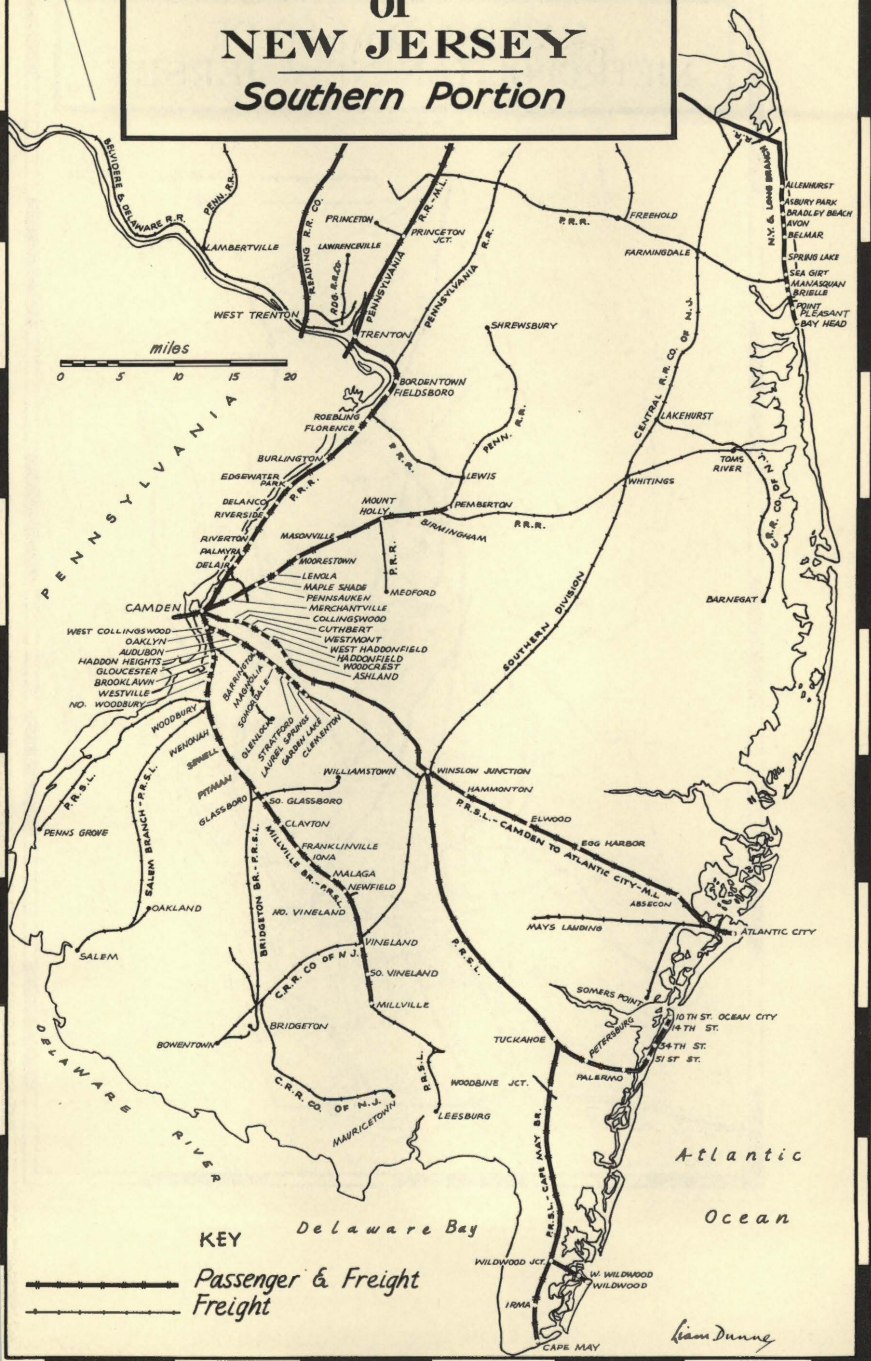 of
NEW JERSEY
Southern Portion
BELVIDERE & DELAWARE R.R.
PENN. R.R.
LAMBERTVILLE
READING R.R. CO.
PRINCETON
LAWRENCEVILLE
RDG. R.R. CO.
PENNSYLVANIA R.R.-M.L.
PRINCETON
JCT.
PENNSYLVANIA R.R.
P.R.R.
FREEHOLD
FARMINGDALE
R.R.
N.Y. & LONG BRANCH
ALLENHURST
ASBURY PARK
BRADLEY BEACH
AVON
BELMAR
SPRING LAKE
SEA GIRT
MANASQUAN
BRIELLE
POINT
PLEASANT
BAY HEAD
WEST TRENTON
TRENTON
SHREWSBURY
miles
0 5 10 15 20
BORDENTOWN
FIELDSBORO
ROEBLING
FLORENCE
P.R.R.
PENN. R.R.
CENTRAL R.R. CO. OF N.J.
LAKEHURST
BURLINGTON
EDGEWATER
PARK
P.R.R.
LEWIS
WHITINGS
TOMS
RIVER
C.R.R. CO. OF N.J.
PENNSYLVANIA
DELANCO
RIVERSIDE
MOUNT
HOLLY
PEMBERTON
BIRMINGHAM
P.R.R.
RIVERTON
PALMYRA
DELAIR
MASONVILLE
MOORESTOWN
P.R.R.
MEDFORD
BARNEGAT
LENOLA
MAPLE SHADE
PENNSAUKEN
MERCHANTVILLE
COLLINGSWOOD
CUTHBERT
WESTMONT
WEST HADDONFIELD
HADDONFIELD
WOODCREST
ASHLAND
CAMDEN
WEST COLLINGSWOOD
OAKLYN
AUDUBON
HADDON HEIGHTS
GLOUCESTER
BROOKLAWN
WESTVILLE
NO. WOODBURY
BARRINGTON
MAGNOLIA
SOMERDALE
GLENLOCK
STRATFORD
LAUREL SPRINGS
GARDEN LAKE
CLEMENTON
SOUTHERN DIVISION
WOODBURY
WENONAH
SEWELL
PITMAN
GLASSBORO
P.R.S.L.
PENNS GROVE
SALEM BRANCH-P.R.S.L.
WILLIAMSTOWN
SO. GLASSBORO
CLAYTON
FRANKLINVILLE
IONA
MALAGA
NEWFIELD
MILLVILLE BR.-P.R.S.L.
WINSLOW JUNCTION
HAMMONTON
ELWOOD
EGG HARBOR
P.R.S.L.-CAMDEN TO ATLANTIC CITY-M.L.
ABSECON
ATLANTIC CITY
MAYS LANDING
SOMERS POINT
OAKLAND
SALEM
BRIDGETON BR.-P.R.S.L.
NO. VINELAND
VINELAND
C.R.R. CO OF N.J.
SO. VINELAND
MILLVILLE
P.R.S.L.
BOWENTOWN
BRIDGETON
C.R.R. CO. OF N.J.
MAURICETOWN
P.R.S.L.
LEESBURG
TUCKAHOE
PETERSBURG
PALERMO
10TH ST. OCEAN CITY
14TH ST.
34TH ST.
51ST ST.
WOODBINE JCT.
P.R.S.L.-CAPE MAY BR.
DELAWARE
RIVER
Delaware Bay
Atlantic
Ocean
WILDWOOD JCT.
W. WILDWOOD
WILDWOOD
IRMA
CAPE MAY
KEY
Passenger & Freight
Freight
Liam Dunne